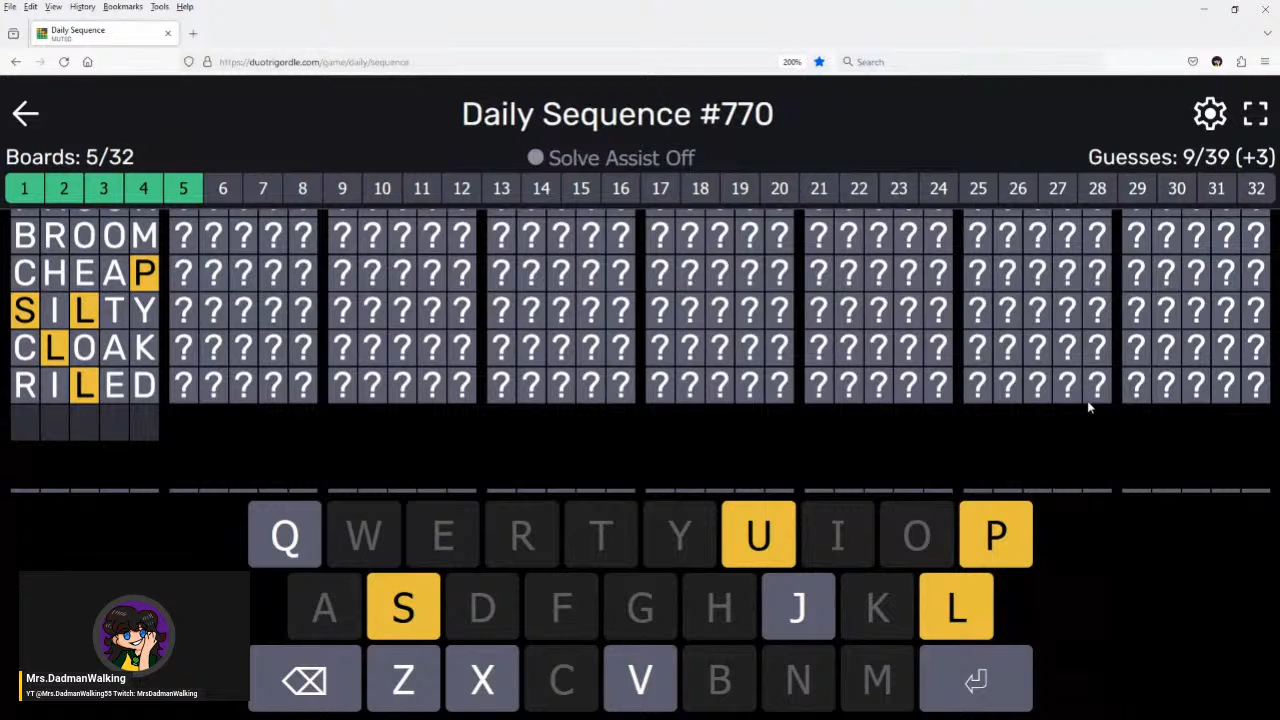 File Edit View History Bookmarks Tools Help
Daily Sequence
MUTED
https://duotrigordle.com/game/daily/sequence
200%
Search
Daily Sequence #770
Boards: 5/32
Solve Assist Off
Guesses: 9/39 (+3)
1 2 3 4 5 6 7 8 9 10 11 12 13 14 15 16 17 18 19 20 21 22 23 24 25 26 27 28 29 30 31 32
BROOM ????? ????? ????? ????? ????? ????? ?????
CHEAP ????? ????? ????? ????? ????? ????? ?????
SILTY ????? ????? ????? ????? ????? ????? ?????
CLOAK ????? ????? ????? ????? ????? ????? ?????
RILED ????? ????? ????? ????? ????? ????? ?????
Q W E R T Y U I O P
A S D F G H J K L
Z X C V B N M
Mrs.DadmanWalking
YT @Mrs.DadmanWalking55 Twitch: MrsDadmanWalking